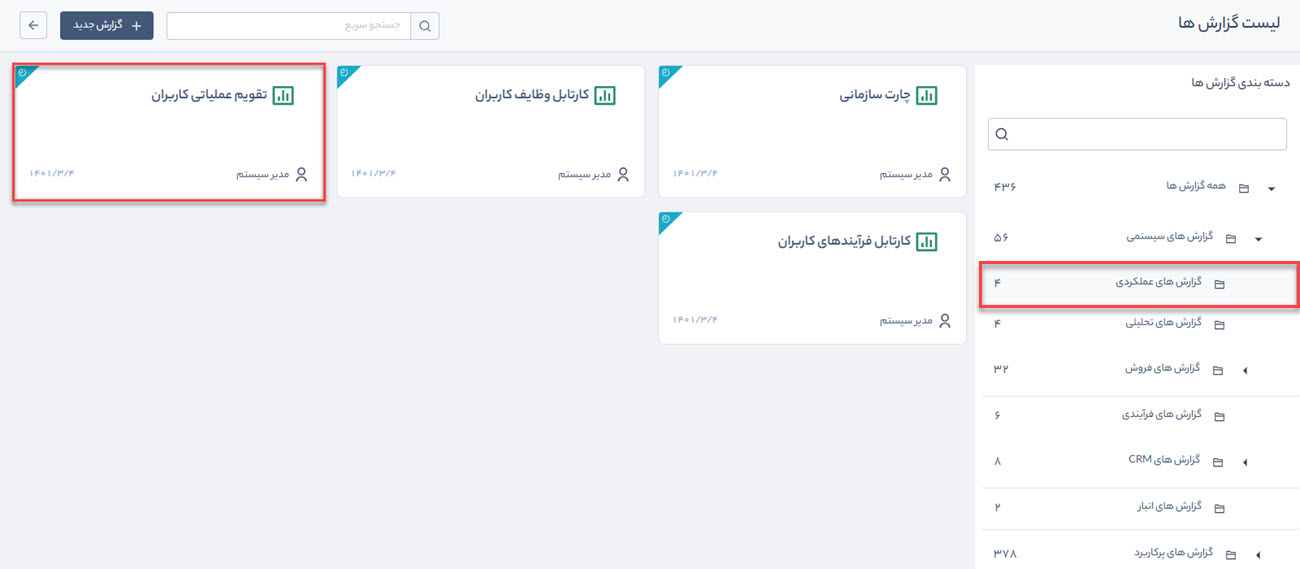 لیست گزارش ها
جستجو سریع
گزارش جدید
دسته بندی گزارش ها
همه گزارش ها ۴۳۶
گزارش های سیستمی ۵۶
گزارش های عملکردی ۴
گزارش های تحلیلی ۴
گزارش های فروش ۳۲
گزارش های فرآیندی ۶
گزارش های CRM ۸
گزارش های انبار ۲
گزارش های پرکاربرد ۳۷۸
چارت سازمانی
مدیر سیستم ۱۴۰۱/۳/۴
کارتابل وظایف کاربران
مدیر سیستم ۱۴۰۱/۳/۴
تقویم عملیاتی کاربران
مدیر سیستم ۱۴۰۱/۳/۴
کارتابل فرآیندهای کاربران
مدیر سیستم ۱۴۰۱/۳/۴